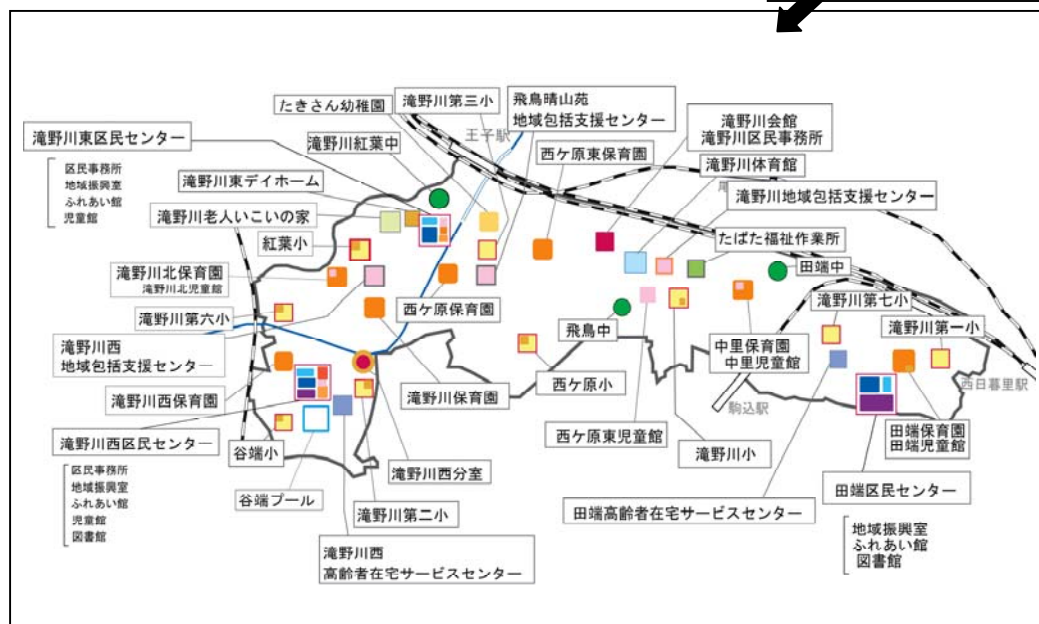 たきさん幼稚園
滝野川第三小
飛鳥晴山苑
地域包括支援センター
滝野川会館
滝野川区民事務所
滝野川東区民センター
滝野川紅葉中
王子駅
西ケ原東保育園
滝野川体育館
区民事務所
地域振興室
ふれあい館
児童館
滝野川東デイホーム
滝野川地域包括支援センター
滝野川老人いこいの家
たばた福祉作業所
紅葉小
田端中
滝野川北保育園
滝野川北児童館
西ケ原保育園
滝野川第七小
滝野川第六小
飛鳥中
滝野川第一小
中里保育園
中里児童館
滝野川西
地域包括支援センター
西ケ原小
西日暮里駅
滝野川西保育園
滝野川保育園
駒込駅
滝野川西区民センター
谷端小
西ケ原東児童館
滝野川小
田端保育園
田端児童館
区民事務所
地域振興室
ふれあい館
児童館
図書館
滝野川西分室
谷端プール
滝野川第二小
田端高齢者在宅サービスセンター
田端区民センター
滝野川西
高齢者在宅サービスセンター
地域振興室
ふれあい館
図書館